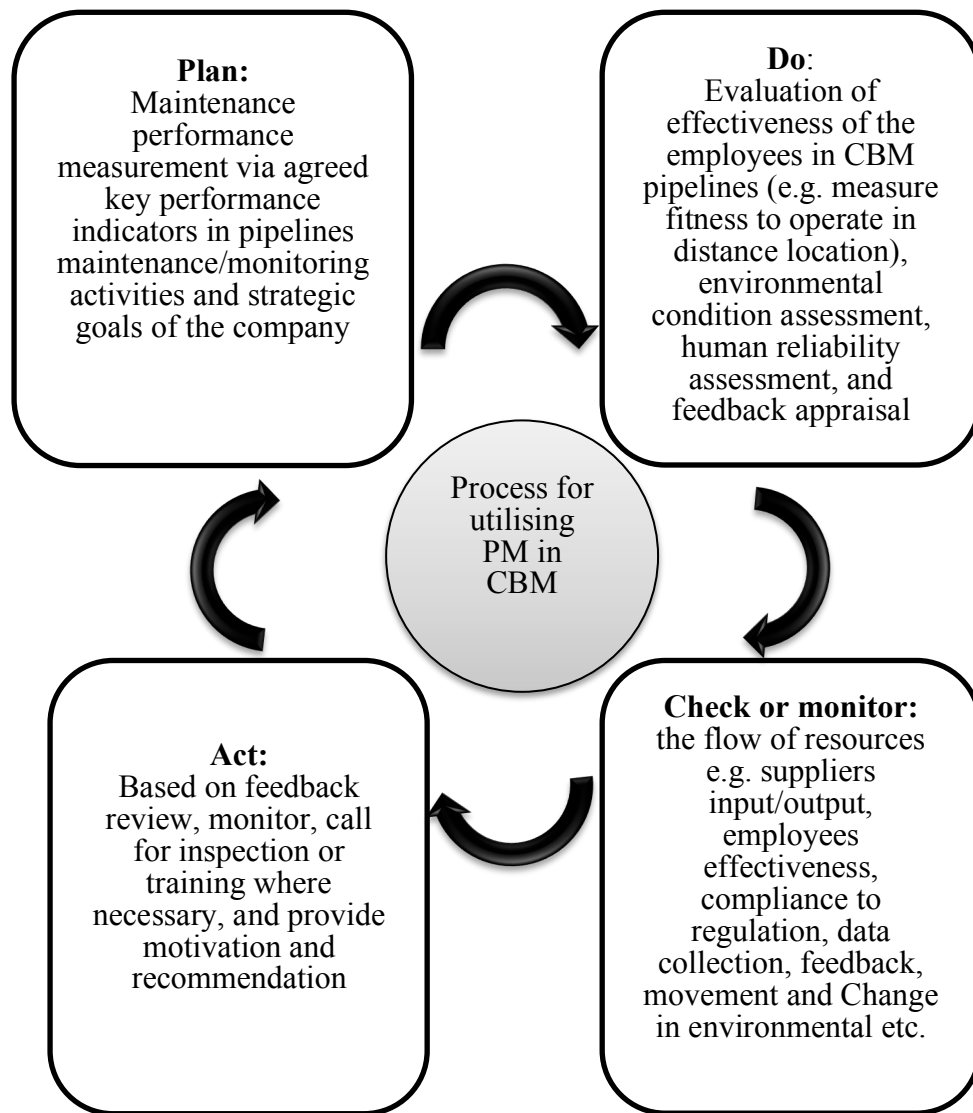 Plan:
Maintenance
performance
measurement via agreed
key performance
indicators in pipelines
maintenance/monitoring
activities and strategic
goals of the company
Do:
Evaluation of
effectiveness of the
employees in CBM
pipelines (e.g. measure
fitness to operate in
distance location),
environmental
condition assessment,
human reliability
assessment, and
feedback appraisal
Process for
utilising
PM in
CBM
Act:
Based on feedback
review, monitor, call
for inspection or
training where
necessary, and provide
motivation and
recommendation
Check or monitor:
the flow of resources
e.g. suppliers
input/output,
employees
effectiveness,
compliance to
regulation, data
collection, feedback,
movement and Change
in environmental etc.